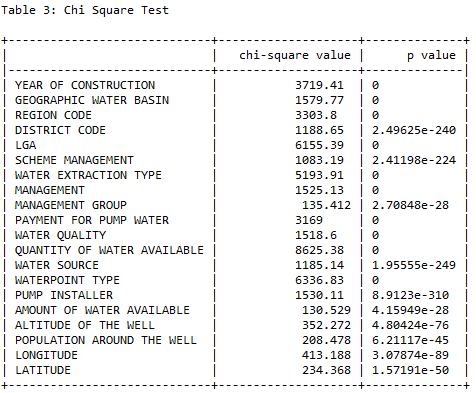 Table 3: Chi Square Test
chi-square value | p value
YEAR OF CONSTRUCTION | 3719.41 | 0
GEOGRAPHIC WATER BASIN | 1579.77 | 0
REGION CODE | 3303.8 | 0
DISTRICT CODE | 1188.65 | 2.49625e-240
LGA | 6155.39 | 0
SCHEME MANAGEMENT | 1083.19 | 2.41198e-224
WATER EXTRACTION TYPE | 5193.91 | 0
MANAGEMENT | 1525.13 | 0
MANAGEMENT GROUP | 135.412 | 2.70848e-28
PAYMENT FOR PUMP WATER | 3169 | 0
WATER QUALITY | 1518.6 | 0
QUANTITY OF WATER AVAILABLE | 8625.38 | 0
WATER SOURCE | 1185.14 | 1.95555e-249
WATERPOINT TYPE | 6336.83 | 0
PUMP INSTALLER | 1530.11 | 8.9123e-310
AMOUNT OF WATER AVAILABLE | 130.529 | 4.15949e-28
ALTITUDE OF THE WELL | 352.272 | 4.80424e-76
POPULATION AROUND THE WELL | 208.478 | 6.21117e-45
LONGITUDE | 413.188 | 3.07874e-89
LATITUDE | 234.368 | 1.57191e-50